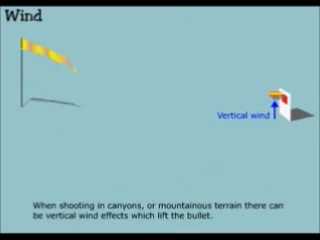 Wind
Vertical wind
When shooting in canyons, or mountainous terrain there can
be vertical wind effects which lift the bullet.